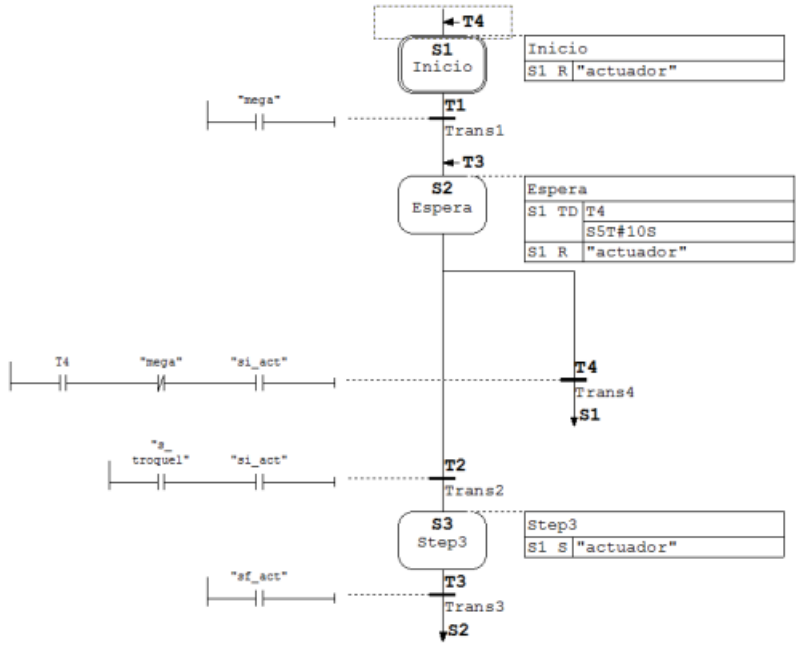 T4
S1
Inicio
Inicio
S1 R "actuador"
"mega"
T1
Trans1
T3
S2
Espera
Espera
S1 TD T4
S5T#10S
S1 R "actuador"
T4 "mega" "si_act"
T4
Trans4
S1
"s_
troquel" "si_act"
T2
Trans2
S3
Step3
Step3
S1 S "actuador"
"sf_act"
T3
Trans3
S2